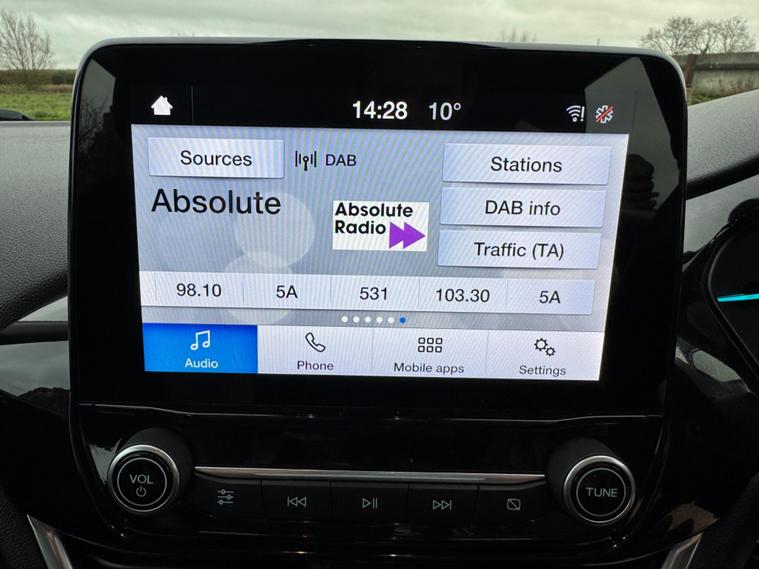 14:28 10°
Sources DAB Stations
Absolute
Absolute
Radio
DAB info
Traffic (TA)
98.10 5A 531 103.30 5A
Audio Phone Mobile apps Settings
VOL TUNE